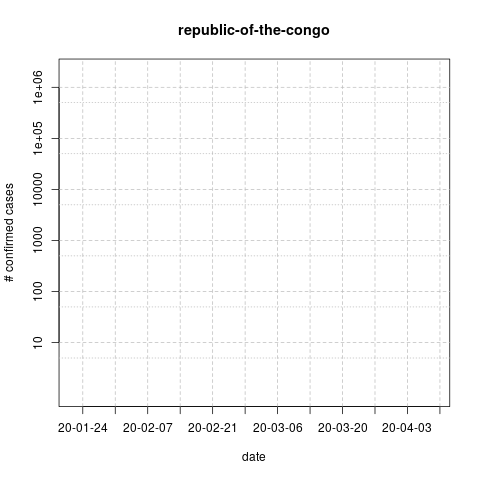 republic-of-the-congo
# confirmed cases
1e+06
1e+05
10000
1000
100
10
20-01-24 20-02-07 20-02-21 20-03-06 20-03-20 20-04-03
date